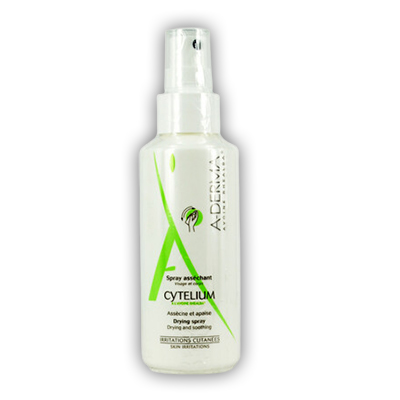 A-DERMA
Spray asséchant
Visage et corps
CYTELIUM
Assèche et apaise
Drying spray
Drying and soothing
IRRITATIONS CUTANÉES
SKIN IRRITATIONS